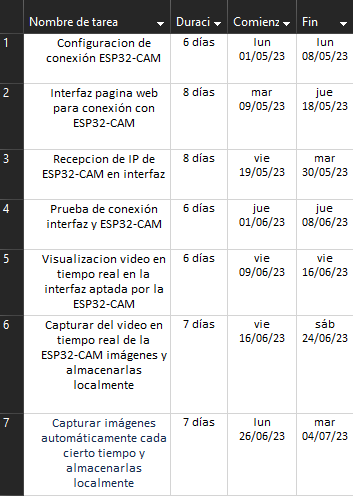 Nombre de tarea Duraci Comienz Fin
1 Configuracion de 6 días lun lun
conexión ESP32-CAM 01/05/23 08/05/23
2 Interfaz pagina web 8 días mar jue
para conexión con 09/05/23 18/05/23
ESP32-CAM
3 Recepcion de IP de 8 días vie mar
ESP32-CAM en interfaz 19/05/23 30/05/23
4 Prueba de conexión 6 días jue jue
interfaz y ESP32-CAM 01/06/23 08/06/23
5 Visualizacion video en 6 días vie vie
tiempo real en la 09/06/23 16/06/23
interfaz aptada por la
ESP32-CAM
6 Capturar del video en 7 días vie sáb
tiempo real de la 16/06/23 24/06/23
ESP32-CAM imágenes y
almacenarlas
localmente
7 Capturar imágenes 7 días lun mar
automáticamente cada 26/06/23 04/07/23
cierto tiempo y
almacenarlas
localmente